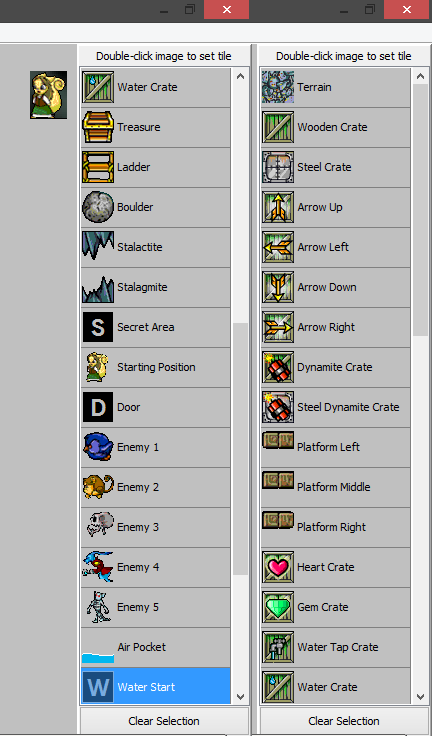 Double-click image to set tile
Water Crate
Treasure
Ladder
Boulder
Stalactite
Stalagmite
S Secret Area
Starting Position
D Door
Enemy 1
Enemy 2
Enemy 3
Enemy 4
Enemy 5
Air Pocket
W Water Start
Clear Selection
Double-click image to set tile
Terrain
Wooden Crate
Steel Crate
Arrow Up
Arrow Left
Arrow Down
Arrow Right
Dynamite Crate
Steel Dynamite Crate
Platform Left
Platform Middle
Platform Right
Heart Crate
Gem Crate
Water Tap Crate
Water Crate
Clear Selection